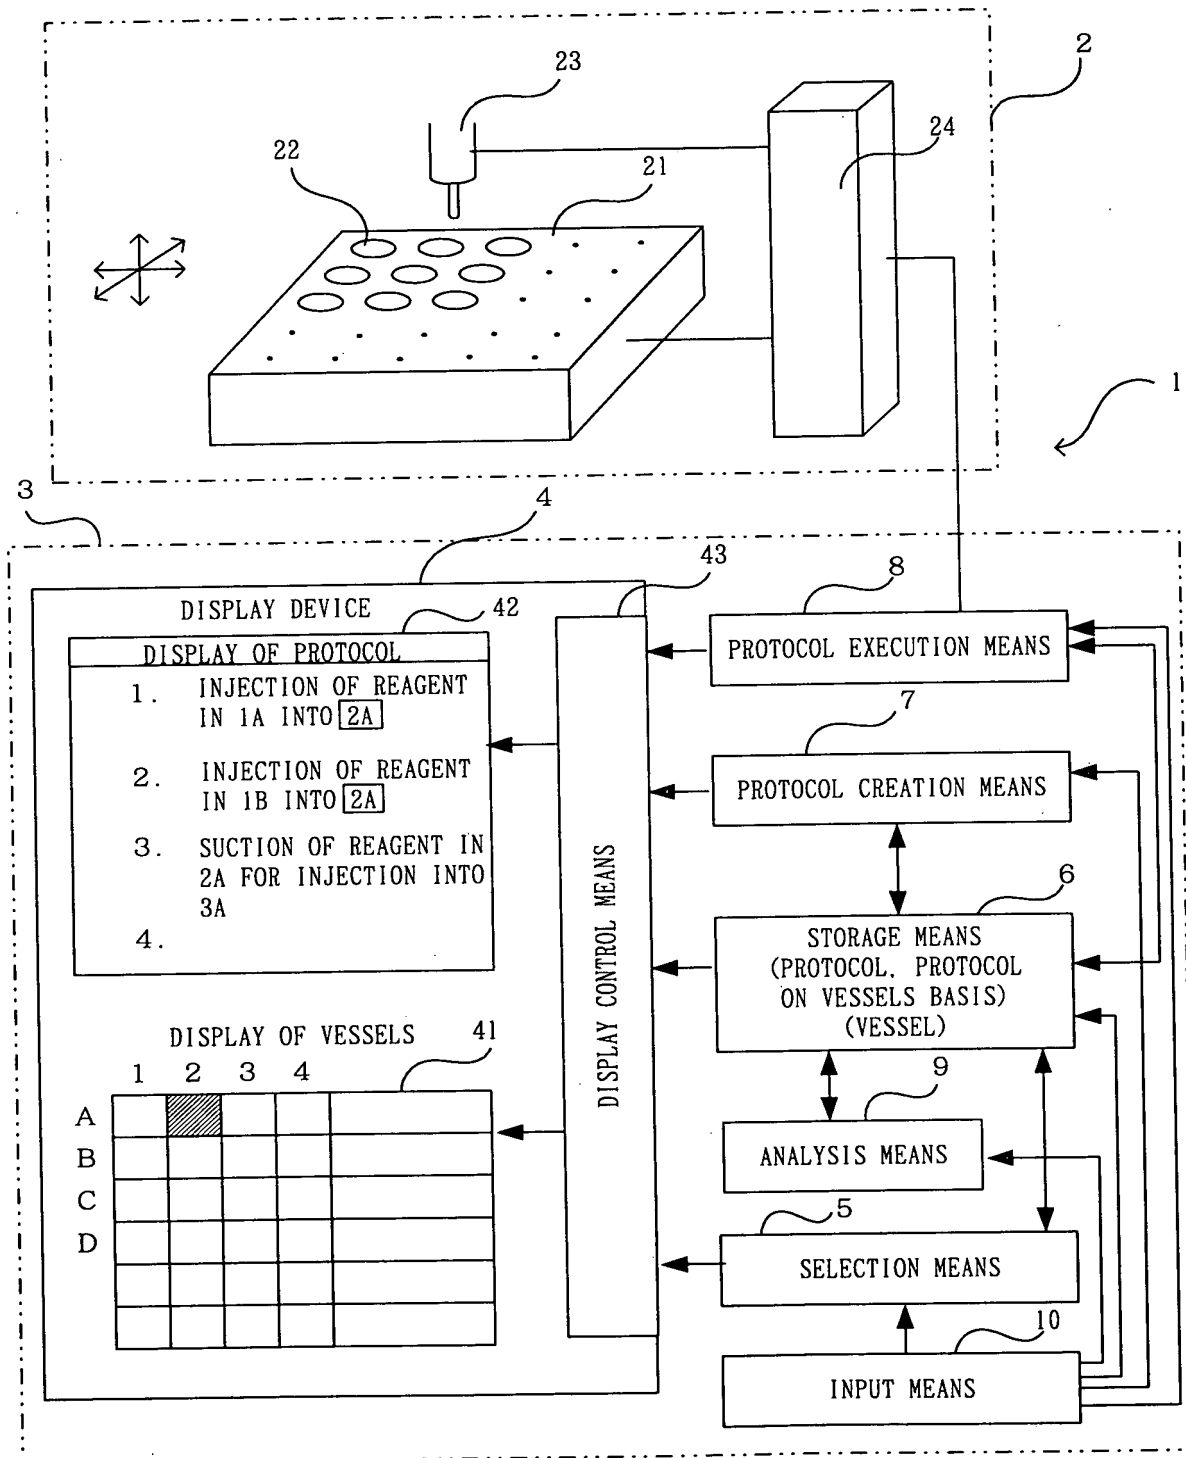 2
23
24
22
21
1
3
4
43
8
DISPLAY DEVICE
42
DISPLAY OF PROTOCOL
PROTOCOL EXECUTION MEANS
1. INJECTION OF REAGENT
IN 1A INTO 2A
7
2. INJECTION OF REAGENT
IN 1B INTO 2A
PROTOCOL CREATION MEANS
3. SUCTION OF REAGENT IN
2A FOR INJECTION INTO
3A
4.
6
STORAGE MEANS
(PROTOCOL, PROTOCOL
ON VESSELS BASIS)
(VESSEL)
DISPLAY CONTROL MEANS
DISPLAY OF VESSELS
41
1 2 3 4
A
B
C
D
9
ANALYSIS MEANS
5
SELECTION MEANS
10
INPUT MEANS